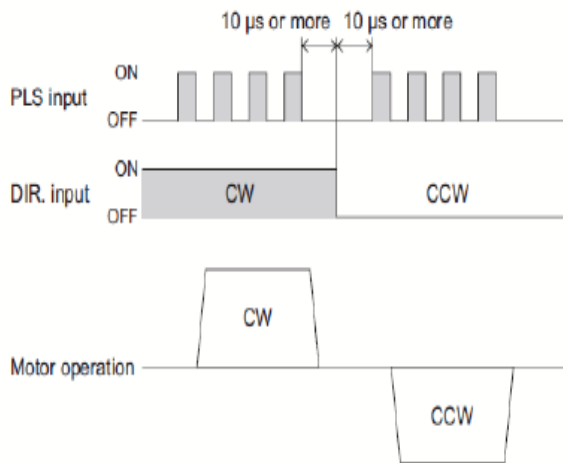 10 µs or more 10 µs or more
ON
PLS input
OFF
ON
DIR. input CW CCW
OFF
CW
Motor operation
CCW